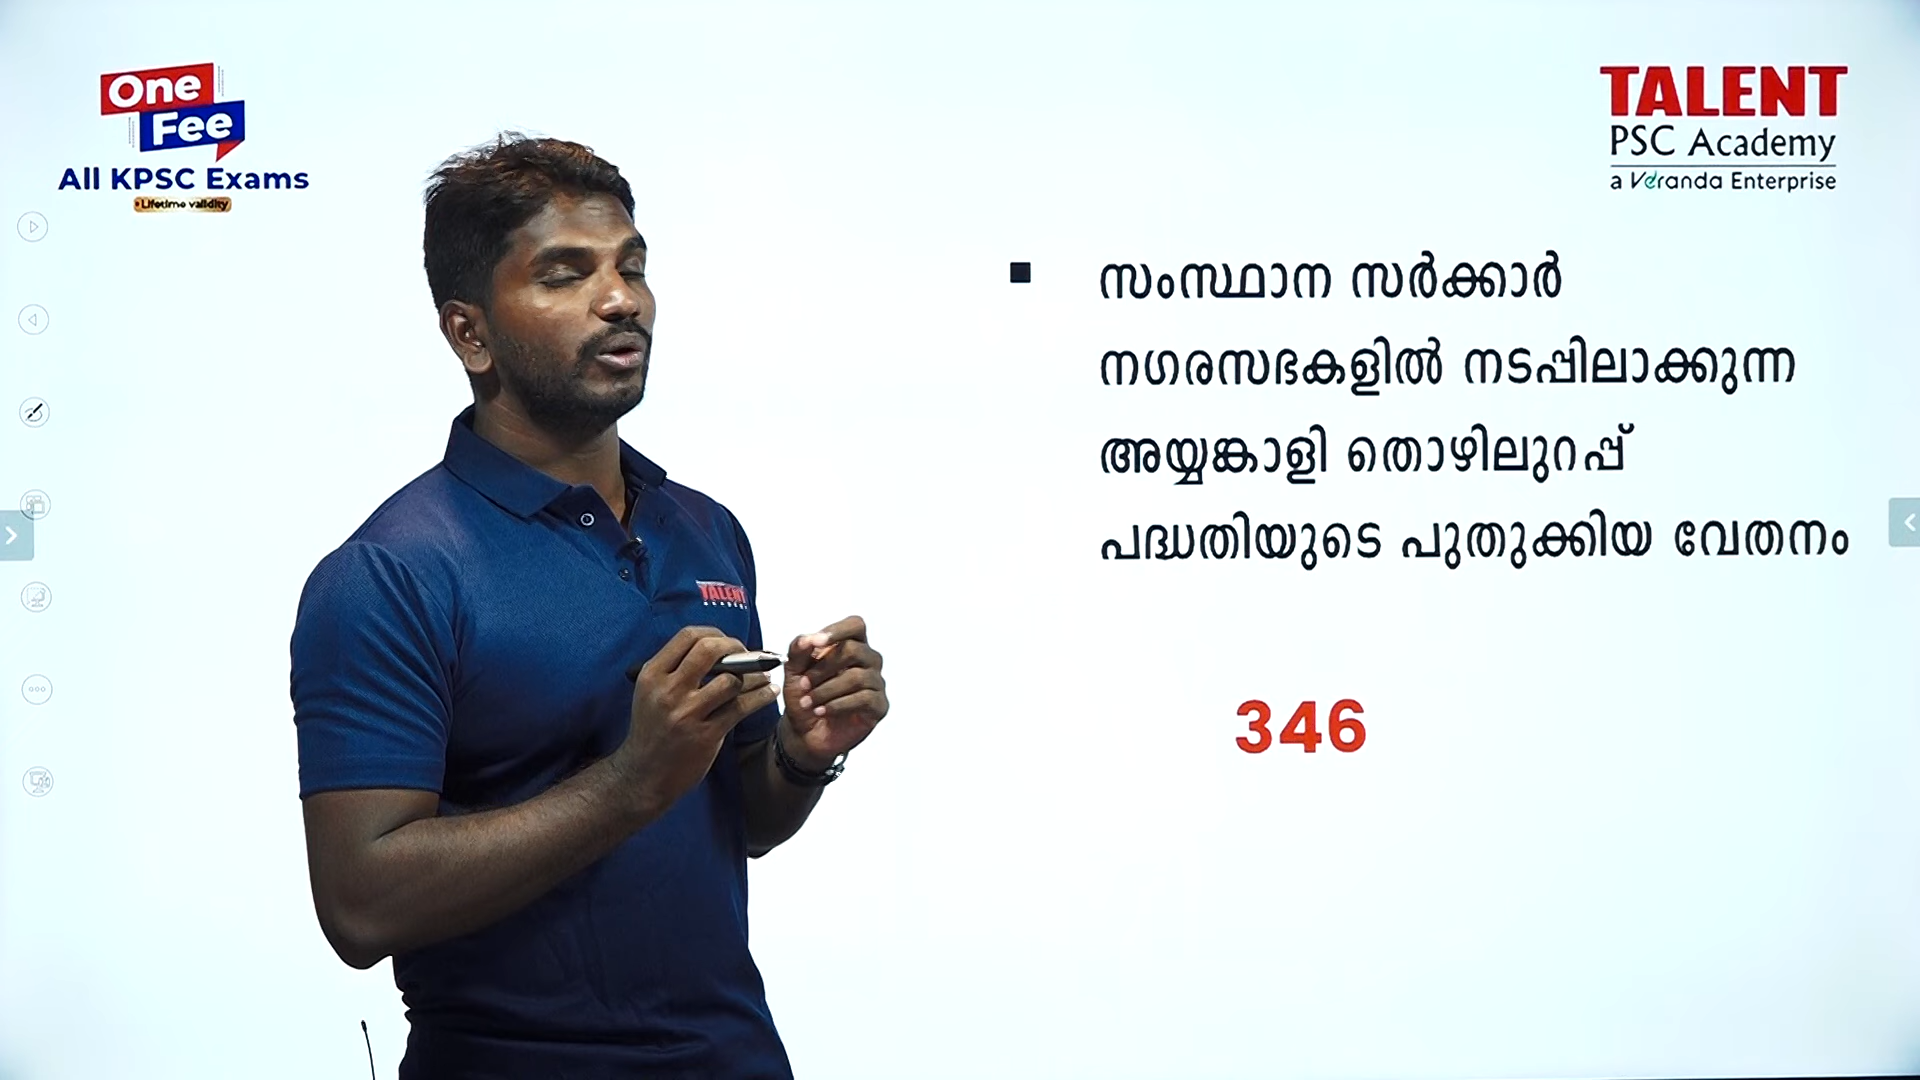 One
Fee
All KPSC Exams
Lifetime validity
TALENT
PSC Academy
a Veranda Enterprise
■ സംസ്ഥാന സർക്കാർ
നഗരസഭകളിൽ നടപ്പിലാക്കുന്ന
അയ്യങ്കാളി തൊഴിലുറപ്പ്
പദ്ധതിയുടെ പുതുക്കിയ വേതനം
346
TALENT